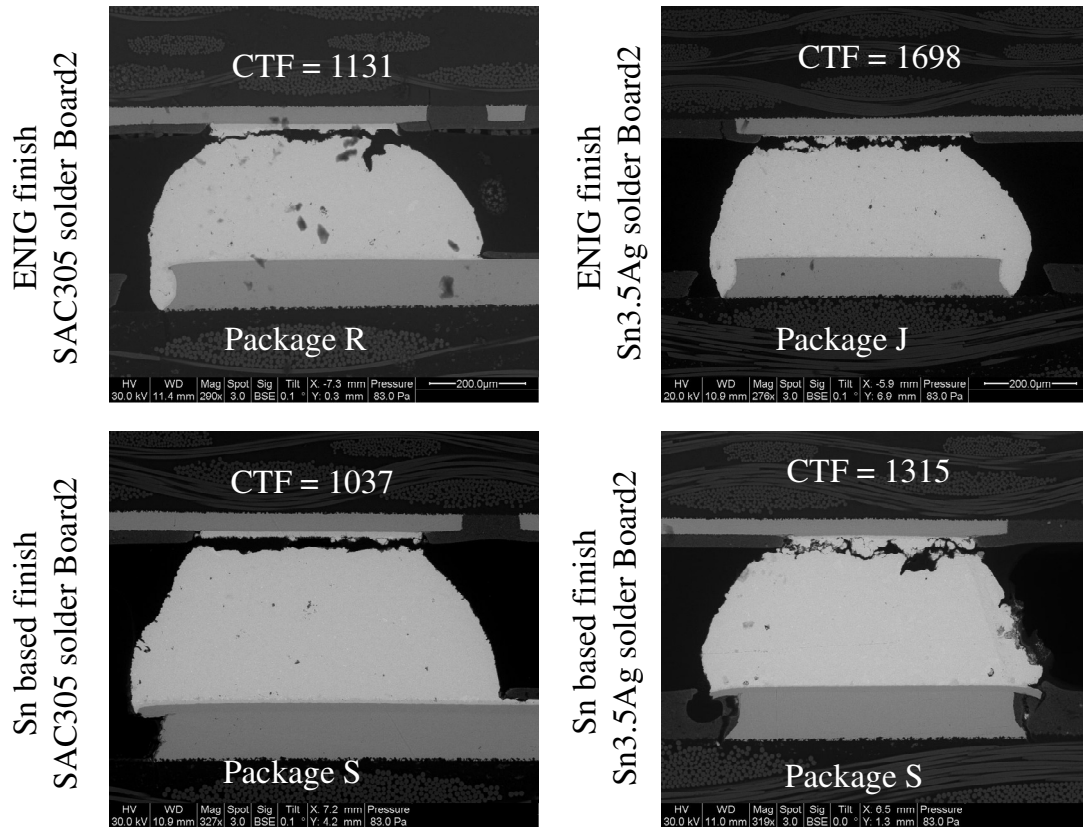 ENIG finish
SAC305 solder Board2
CTF = 1131
Package R
HV WD Mag Spot Sig Tilt X: -7.3 mm Pressure
30.0 kV 11.4 mm 290x 3.0 BSE 0.1 ° Y: 0.3 mm 83.0 Pa
200.0µm
ENIG finish
Sn3.5Ag solder Board2
CTF = 1698
Package J
HV WD Mag Spot Sig Tilt X: -5.9 mm Pressure
20.0 kV 10.9 mm 276x 3.0 BSE 0.1 ° Y: 6.9 mm 83.0 Pa
200.0µm
Sn based finish
SAC305 solder Board2
CTF = 1037
Package S
HV WD Mag Spot Sig Tilt X: 7.2 mm Pressure
30.0 kV 10.9 mm 327x 3.0 BSE 0.1 ° Y: 4.2 mm 83.0 Pa
Sn based finish
Sn3.5Ag solder Board2
CTF = 1315
Package S
HV WD Mag Spot Sig Tilt X: 6.5 mm Pressure
30.0 kV 11.0 mm 319x 3.0 BSE 0.0 ° Y: 1.3 mm 83.0 Pa